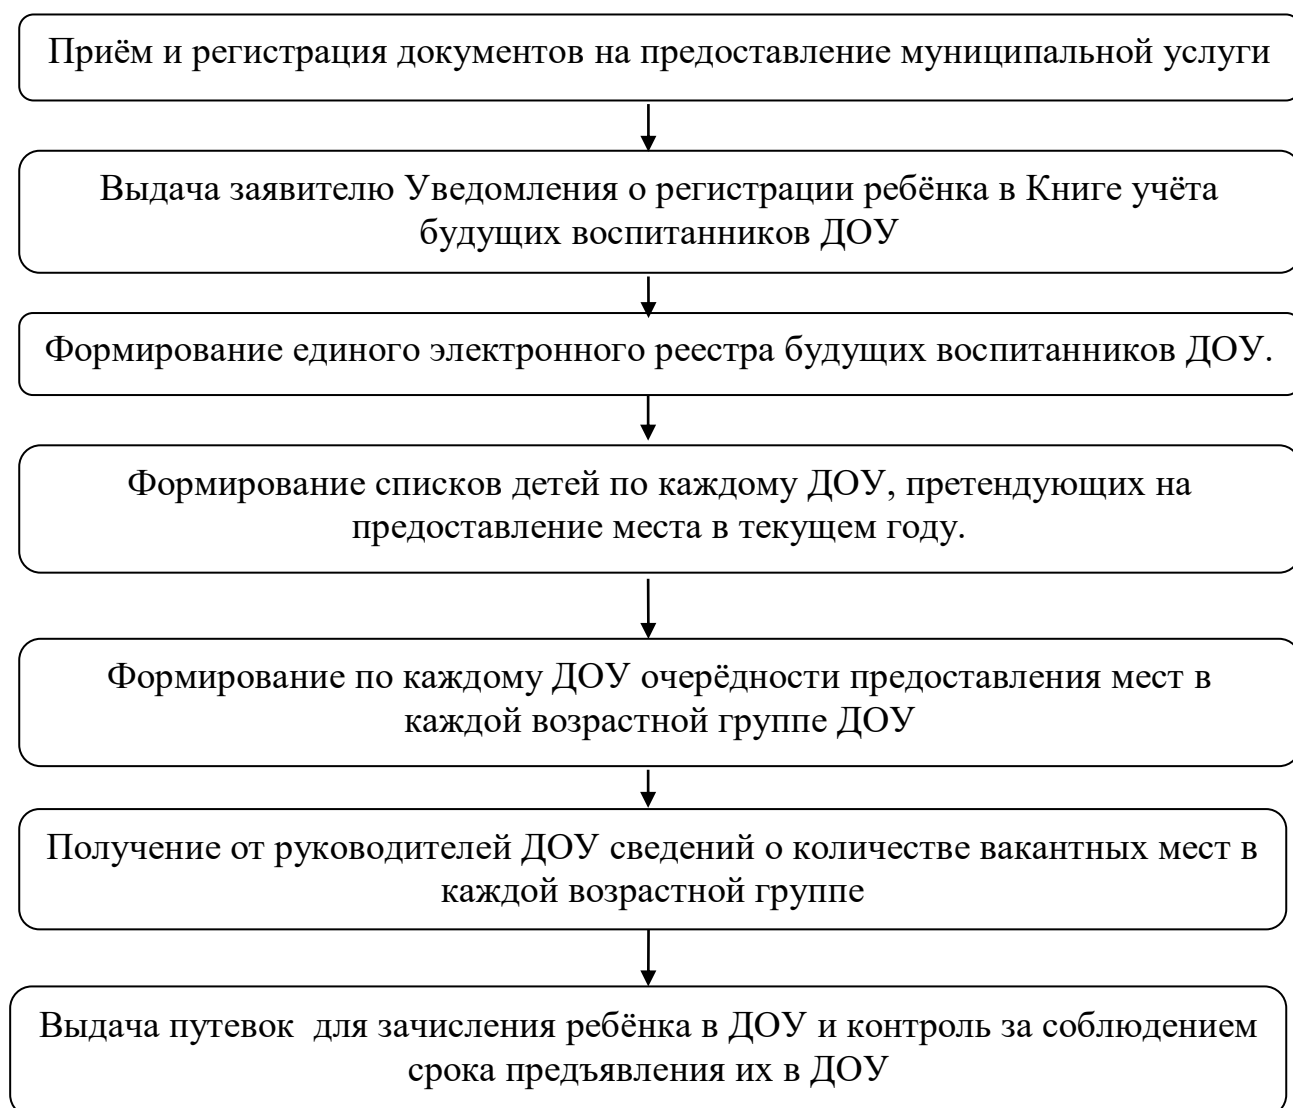 Приём и регистрация документов на предоставление муниципальной услуги
Выдача заявителю Уведомления о регистрации ребёнка в Книге учёта
будущих воспитанников ДОУ
Формирование единого электронного реестра будущих воспитанников ДОУ.
Формирование списков детей по каждому ДОУ, претендующих на
предоставление места в текущем году.
Формирование по каждому ДОУ очерёдности предоставления мест в
каждой возрастной группе ДОУ
Получение от руководителей ДОУ сведений о количестве вакантных мест в
каждой возрастной группе
Выдача путевок  для зачисления ребёнка в ДОУ и контроль за соблюдением
срока предъявления их в ДОУ